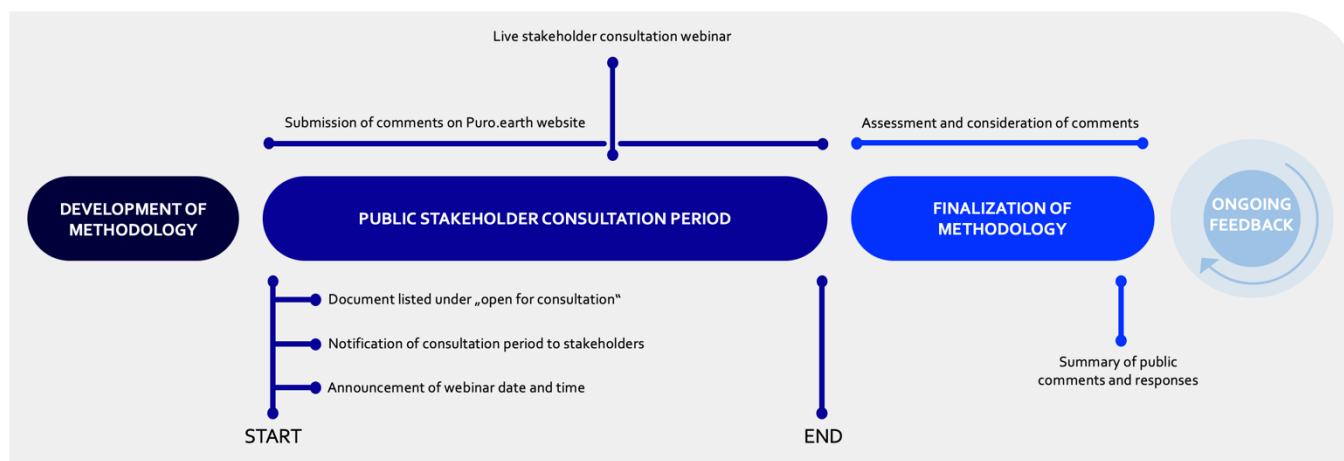 Live stakeholder consultation webinar
Submission of comments on Puro.earth website
Assessment and consideration of comments
DEVELOPMENT OF
METHODOLOGY
PUBLIC STAKEHOLDER CONSULTATION PERIOD
FINALIZATION OF
METHODOLOGY
ONGOING
FEEDBACK
Document listed under „open for consultation“
Notification of consultation period to stakeholders
Announcement of webinar date and time
Summary of public
comments and responses
START
END